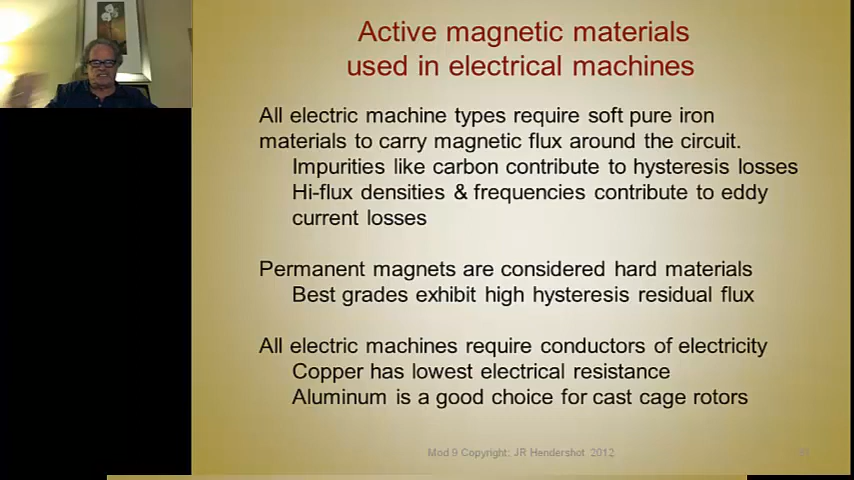 Active magnetic materials
used in electrical machines
All electric machine types require soft pure iron
materials to carry magnetic flux around the circuit.
Impurities like carbon contribute to hysteresis losses
Hi-flux densities & frequencies contribute to eddy
current losses
Permanent magnets are considered hard materials
Best grades exhibit high hysteresis residual flux
All electric machines require conductors of electricity
Copper has lowest electrical resistance
Aluminum is a good choice for cast cage rotors
Mod 9 Copyright: JR Hendershot 2012